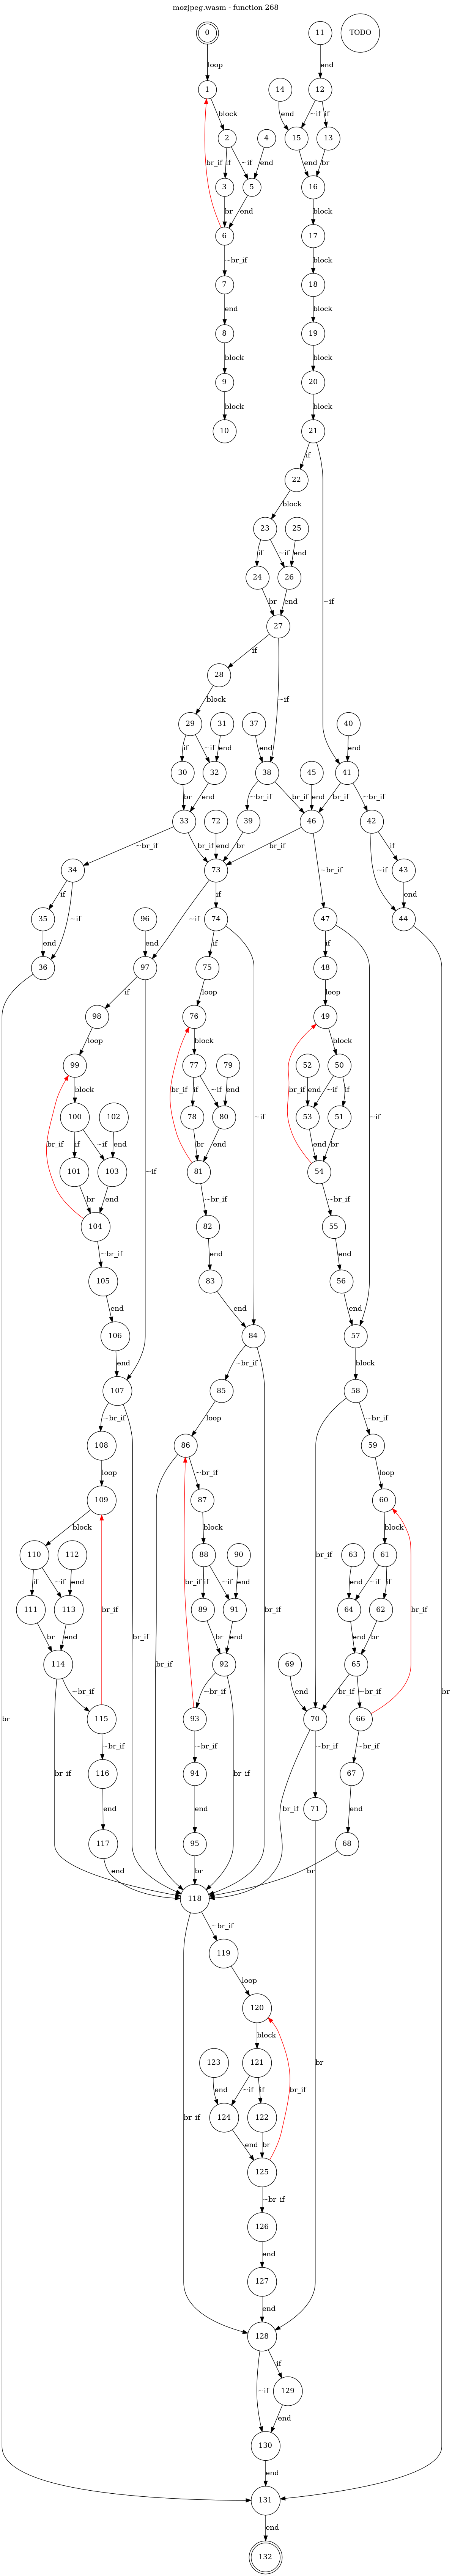 mozjpeg.wasm - function 268
0 11 TODO
loop end
1 14 12
block end ~if if
2 4 15 13
br_if if ~if end end br
3 5 16
br end block
6 17
~br_if block
7 18
end block
8 19
block block
9 20
block block
10 21
if
22
block
23 25
if ~if end ~if
24 26
br end
27
if ~if
28
block
29 31 37 40
if ~if end end end
30 32 38 45 41
br end ~br_if br_if end br_if ~br_if
33 72 39 46 42
~br_if br_if end br br_if ~br_if ~if if
34 73 43
if ~if ~if if end
35 96 74 47 44
end end if if ~if
36 97 75 48
if loop loop
98 76 49
loop block ~if block
99 77 79 52 50
br_if block ~if br_if if ~if end br_if end ~if if
100 102 78 80 53 51
if ~if end br end end br
101 103 81 54
br end ~br_if ~br_if
104 82 55
~br_if end end
105 83 56
end end end
106 84 57
end ~br_if block
107 85 58
~br_if loop br_if ~br_if
108 86 59
loop ~br_if loop
109 87 60
block block block
110 112 88 90 63 61
if ~if end br_if br_if if ~if end end ~if if br_if
111 113 89 91 64 62
br end br end end br
114 92 69 65
~br_if br_if br_if ~br_if br_if end br_if ~br_if
br br
115 93 70 66
~br_if ~br_if ~br_if ~br_if
br_if br_if br_if
116 94 71 67
end end end
117 95 68
end br br
118
~br_if
119
loop
120
block
123 121
end ~if if br_if
br_if br
124 122
end br
125
~br_if
126
end
127
end
128
~if if
129
end
130
end
131
end
132